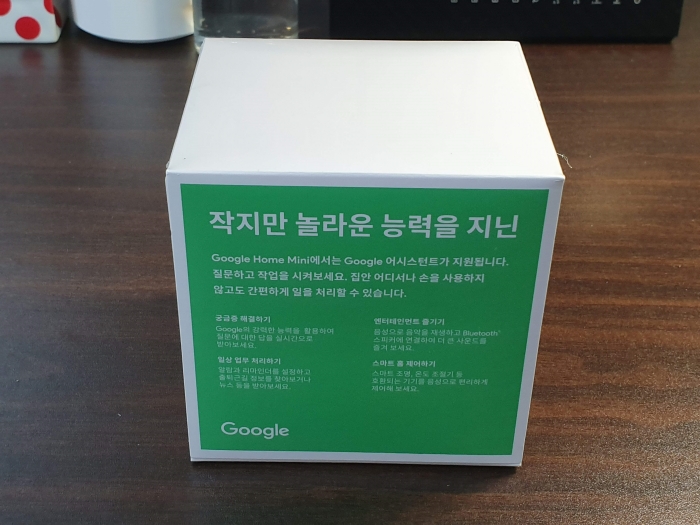 작지만 놀라운 능력을 지닌
Google Home Mini에서는 Google 어시스턴트가 지원됩니다.
질문하고 작업을 시켜보세요. 집안 어디서나 손을 사용하지
않고도 간편하게 일을 처리할 수 있습니다.
궁금증 해결하기
Google의 강력한 능력을 활용하여
질문에 대한 답을 실시간으로
받아보세요.
엔터테인먼트 즐기기
음성으로 음악을 재생하고 Bluetooth
스피커에 연결하여 더 큰 사운드를
즐겨 보세요.
일상 업무 처리하기
알림과 리마인더를 설정하고
출퇴근길 정보를 찾아보거나
뉴스 등을 받아보세요.
스마트 홈 제어하기
스마트 조명, 온도 조절기 등
호환되는 기기를 음성으로 편리하게
제어해 보세요.
Google